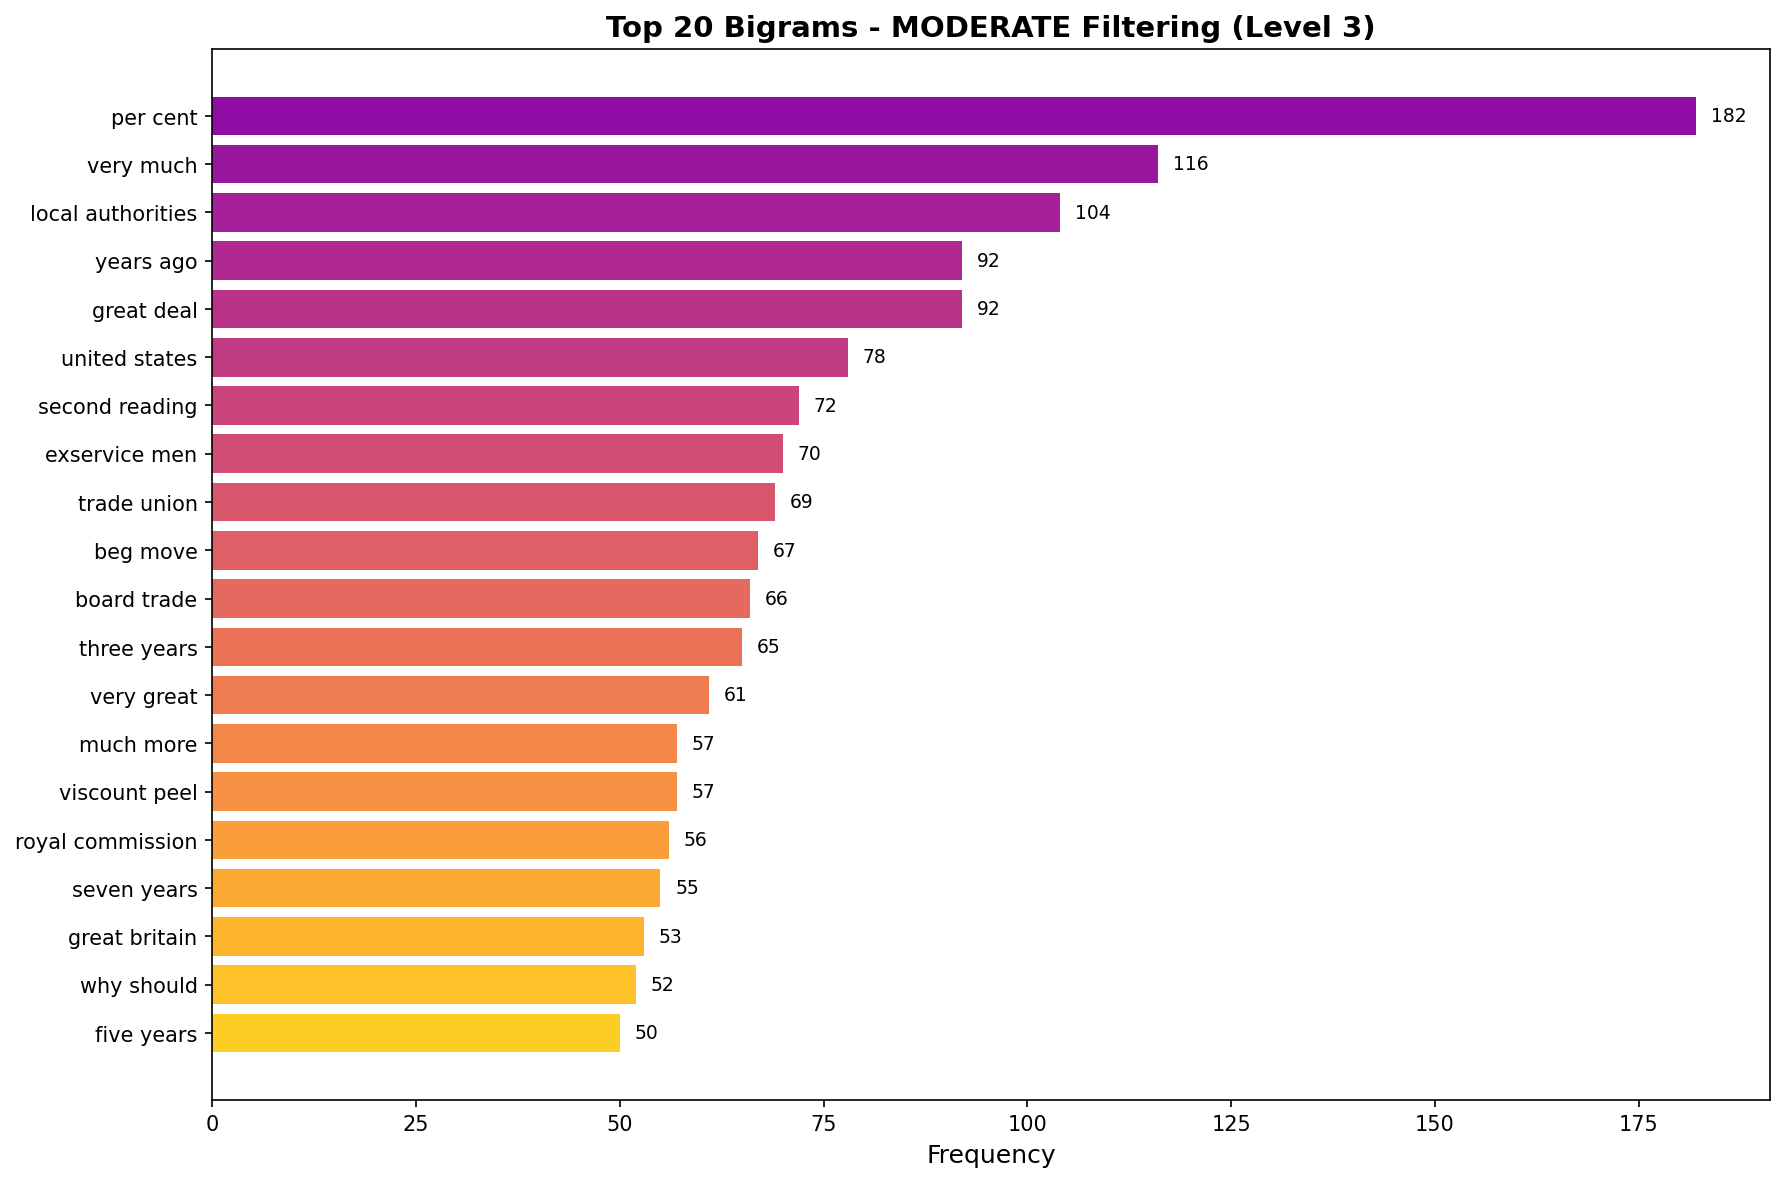 Top 20 Bigrams - MODERATE Filtering (Level 3)
per cent 182
very much 116
local authorities 104
years ago 92
great deal 92
united states 78
second reading 72
exservice men 70
trade union 69
beg move 67
board trade 66
three years 65
very great 61
much more 57
viscount peel 57
royal commission 56
seven years 55
great britain 53
why should 52
five years 50
0 25 50 75 100 125 150 175
Frequency